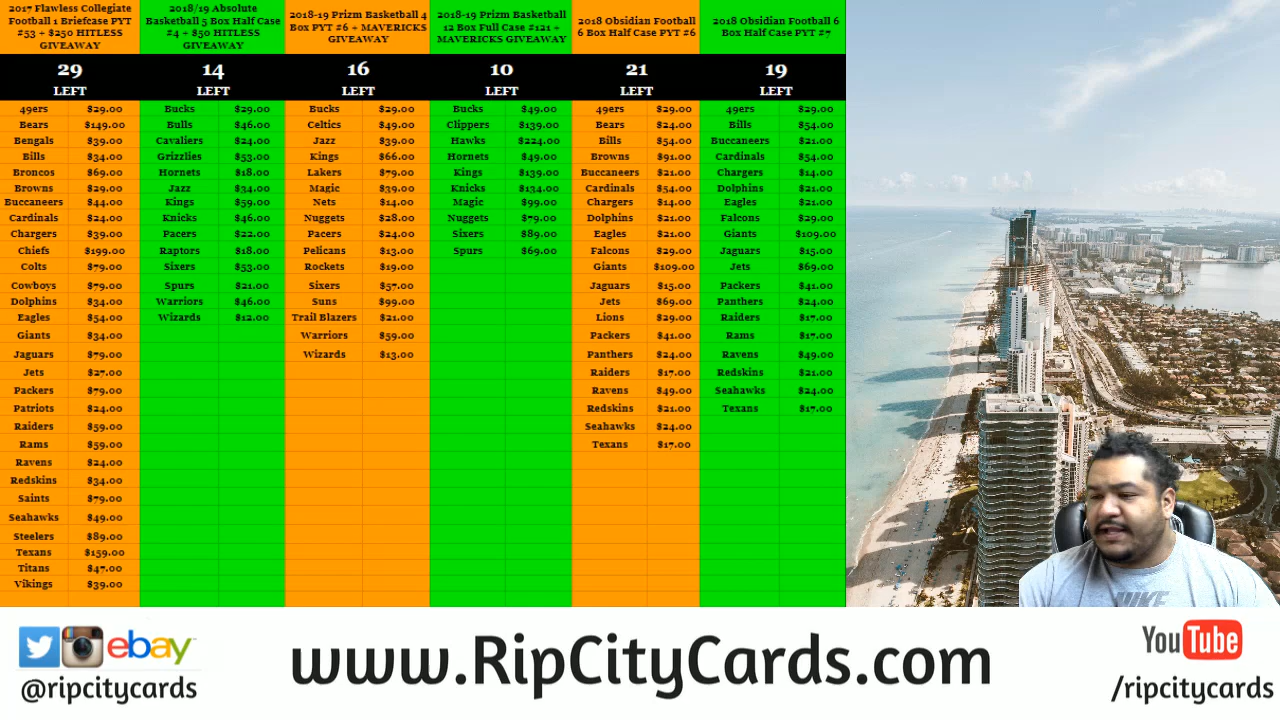 2017 Flawless Collegiate
Football 1 Briefcase PYT
#53 + $250 HITLESS
GIVEAWAY
29
LEFT
49ers $29.00
Bears $149.00
Bengals $39.00
Bills $34.00
Broncos $69.00
Browns $29.00
Buccaneers $44.00
Cardinals $24.00
Chargers $39.00
Chiefs $199.00
Colts $79.00
Cowboys $79.00
Dolphins $34.00
Eagles $54.00
Giants $34.00
Jaguars $79.00
Jets $27.00
Packers $79.00
Patriots $24.00
Raiders $59.00
Rams $59.00
Ravens $24.00
Redskins $34.00
Saints $79.00
Seahawks $49.00
Steelers $89.00
Texans $159.00
Titans $47.00
Vikings $39.00
2018/19 Absolute
Basketball 5 Box Half Case
#4 + $50 HITLESS
GIVEAWAY
14
LEFT
Bucks $29.00
Bulls $46.00
Cavaliers $24.00
Grizzlies $53.00
Hornets $18.00
Jazz $34.00
Kings $59.00
Knicks $46.00
Pacers $22.00
Raptors $18.00
Sixers $53.00
Spurs $21.00
Warriors $46.00
Wizards $12.00
2018-19 Prizm Basketball 4
Box PYT #6 + MAVERICKS
GIVEAWAY
16
LEFT
Bucks $29.00
Celtics $49.00
Jazz $39.00
Kings $66.00
Lakers $79.00
Magic $39.00
Nets $14.00
Nuggets $28.00
Pacers $24.00
Pelicans $13.00
Rockets $19.00
Sixers $57.00
Suns $99.00
Trail Blazers $21.00
Warriors $59.00
Wizards $13.00
2018-19 Prizm Basketball
12 Box Full Case #121 +
MAVERICKS GIVEAWAY
10
LEFT
Bucks $49.00
Clippers $139.00
Hawks $224.00
Hornets $49.00
Kings $139.00
Knicks $134.00
Magic $99.00
Nuggets $79.00
Sixers $89.00
Spurs $69.00
2018 Obsidian Football
6 Box Half Case PYT #6
21
LEFT
49ers $29.00
Bears $24.00
Bills $54.00
Browns $91.00
Buccaneers $21.00
Cardinals $54.00
Chargers $14.00
Dolphins $21.00
Eagles $21.00
Falcons $29.00
Giants $109.00
Jaguars $15.00
Jets $69.00
Lions $29.00
Packers $41.00
Panthers $24.00
Raiders $17.00
Ravens $49.00
Redskins $21.00
Seahawks $24.00
Texans $17.00
2018 Obsidian Football 6
Box Half Case PYT #7
19
LEFT
49ers $29.00
Bills $54.00
Buccaneers $21.00
Cardinals $54.00
Chargers $14.00
Dolphins $21.00
Eagles $21.00
Falcons $29.00
Giants $109.00
Jaguars $15.00
Jets $69.00
Packers $41.00
Panthers $24.00
Raiders $17.00
Rams $17.00
Ravens $49.00
Redskins $21.00
Seahawks $24.00
Texans $17.00
NIKE
ebay
@ripcitycards
www.RipCityCards.com
YouTube
/ripcitycards